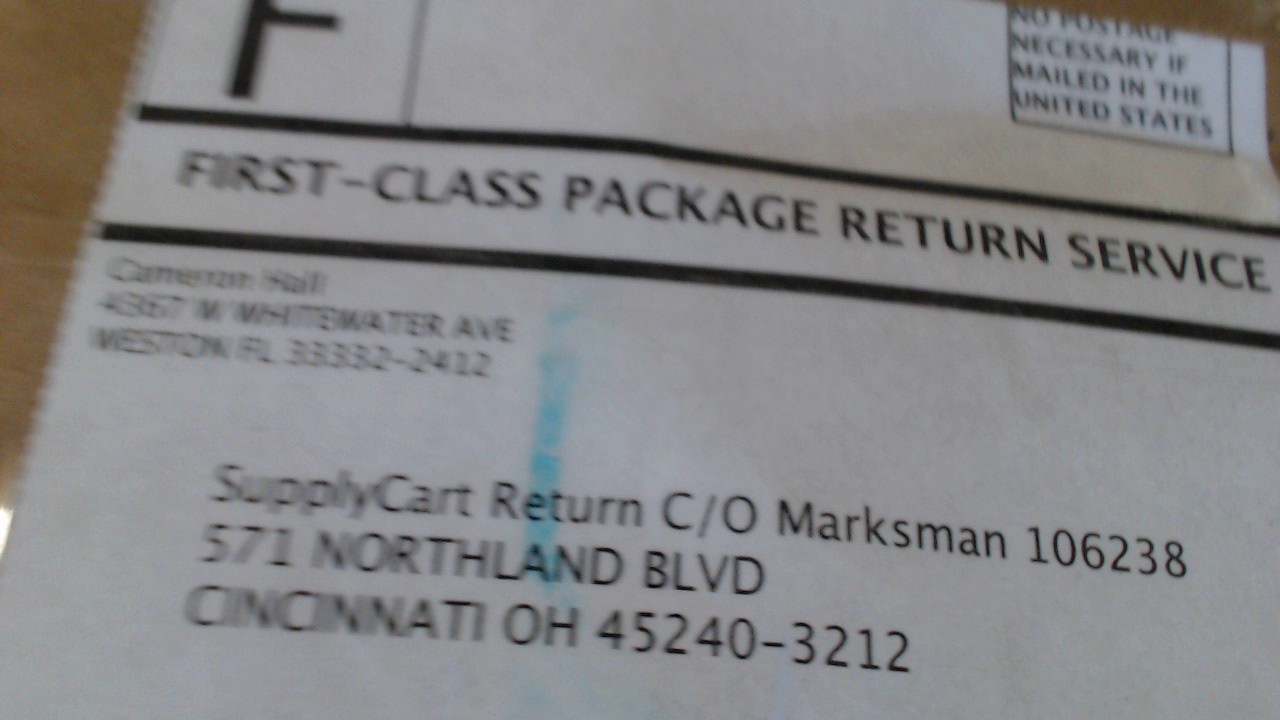 F
NO POSTAGE
NECESSARY IF
MAILED IN THE
UNITED STATES
FIRST-CLASS PACKAGE RETURN SERVICE
Cameron Hall
4367 W WHITEWATER AVE
WESTON FL 33332-2412
SupplyCart Return C/O Marksman 106238
571 NORTHLAND BLVD
CINCINNATI OH 45240-3212